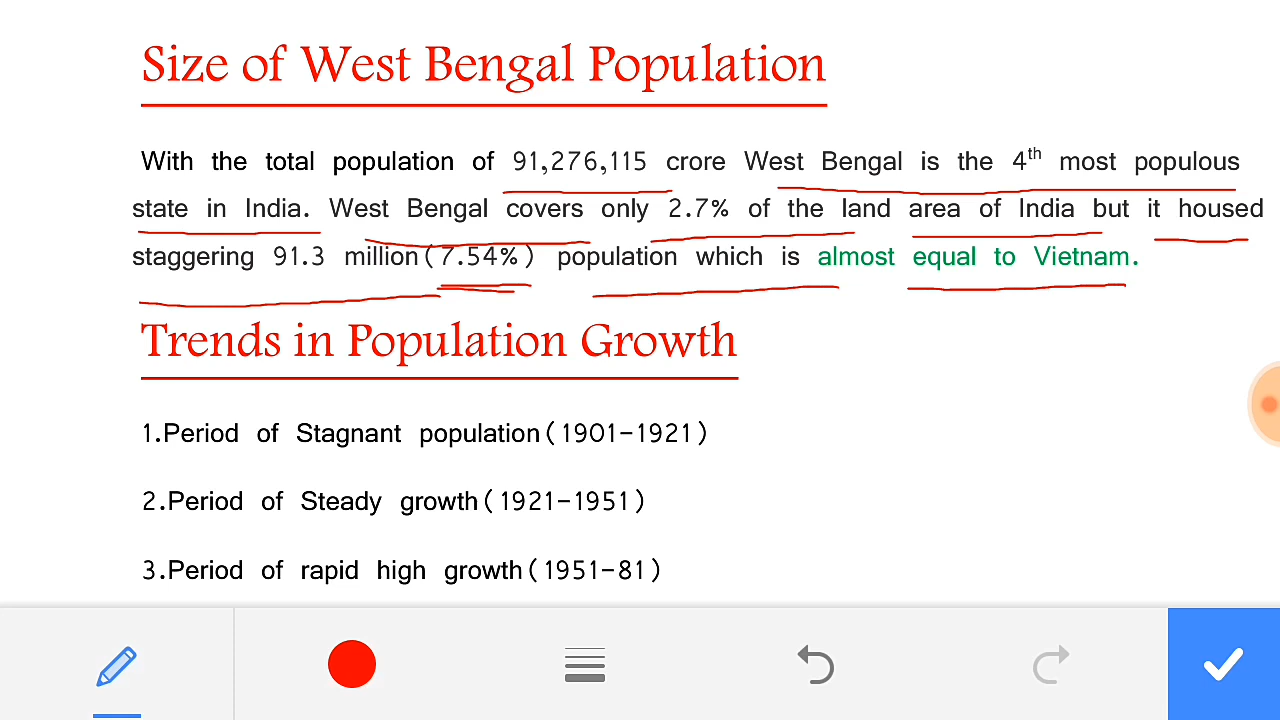 Size of West Bengal Population
With the total population of 91,276,115 crore West Bengal is the 4th most populous
state in India. West Bengal covers only 2.7% of the land area of India but it housed
staggering 91.3 million(7.54%) population which is almost equal to Vietnam.
Trends in Population Growth
1.Period of Stagnant population(1901-1921)
2.Period of Steady growth(1921-1951)
3.Period of rapid high growth(1951-81)